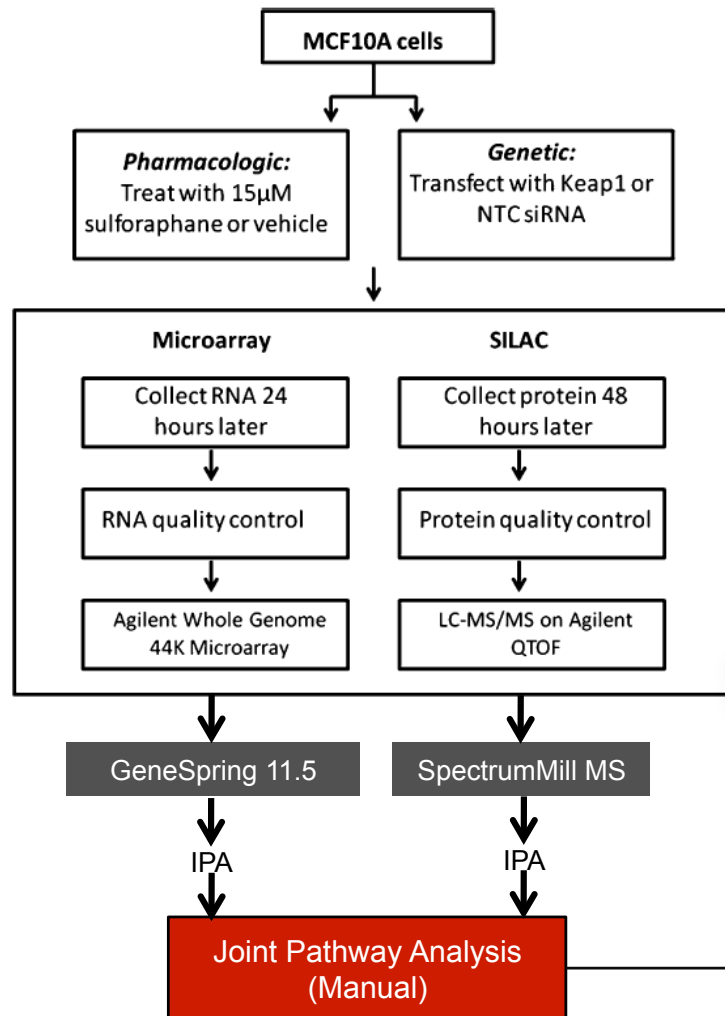 MCF10A cells
Pharmacologic:
Treat with 15µM
sulforaphane or vehicle
Genetic:
Transfect with Keap1 or
NTC siRNA
Microarray
SILAC
Collect RNA 24
hours later
Collect protein 48
hours later
RNA quality control
Protein quality control
Agilent Whole Genome
44K Microarray
LC-MS/MS on Agilent
QTOF
GeneSpring 11.5
SpectrumMill MS
IPA
IPA
Joint Pathway Analysis
(Manual)